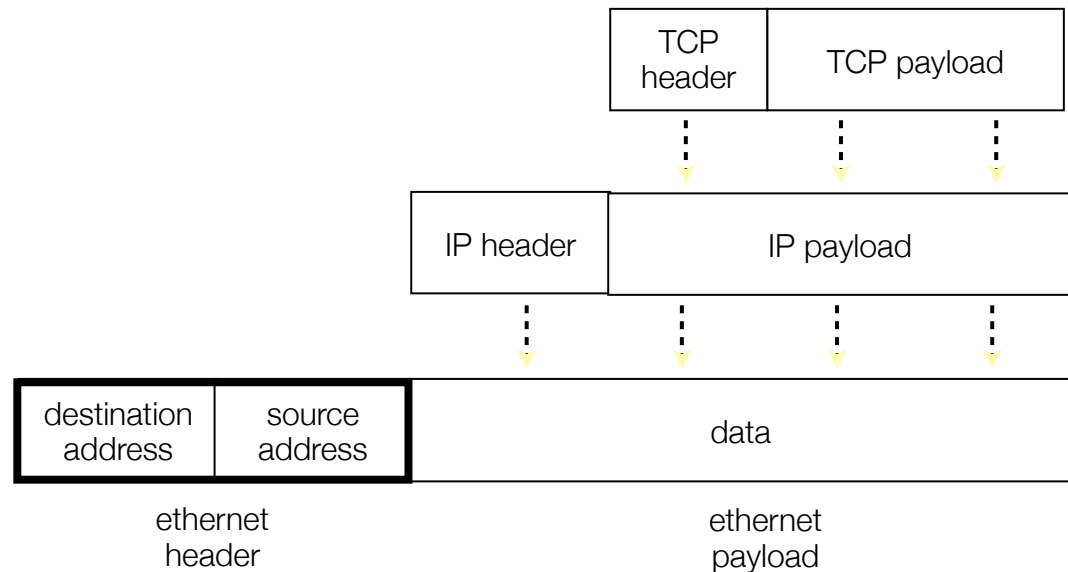 TCP
header
TCP payload
IP header
IP payload
destination
address
source
address
data
ethernet
header
ethernet
payload